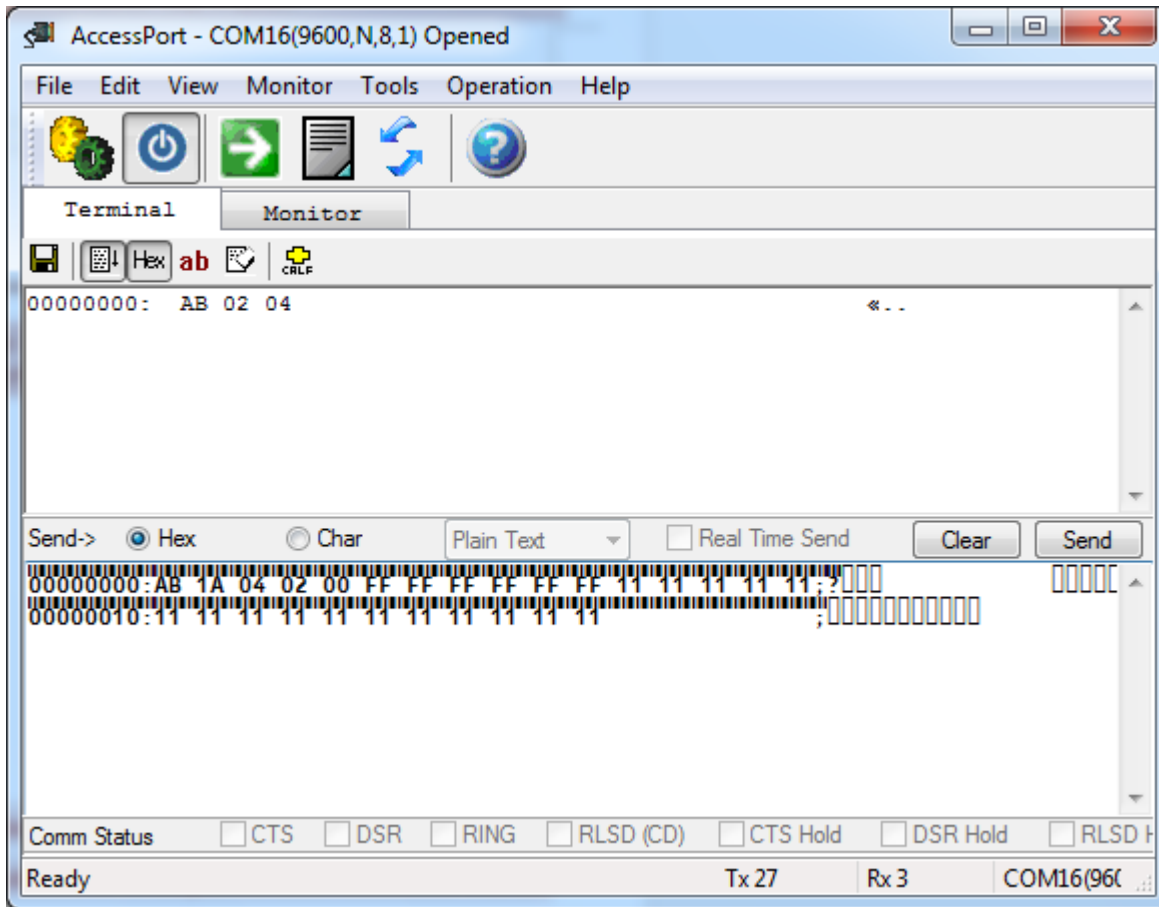 AccessPort - COM16(9600,N,8,1) Opened
File Edit View Monitor Tools Operation Help
Terminal Monitor
Hex ab CRLF
00000000: AB 02 04 «..
Send-> Hex Char Plain Text Real Time Send Clear Send
00000000:AB 1A 04 02 00 FF FF FF FF FF FF 11 11 11 11 11;?
00000010:11 11 11 11 11 11 11 11 11 11 11 ;
Comm Status CTS DSR RING RLSD (CD) CTS Hold DSR Hold RLSD H
Ready Tx 27 Rx 3 COM16(960